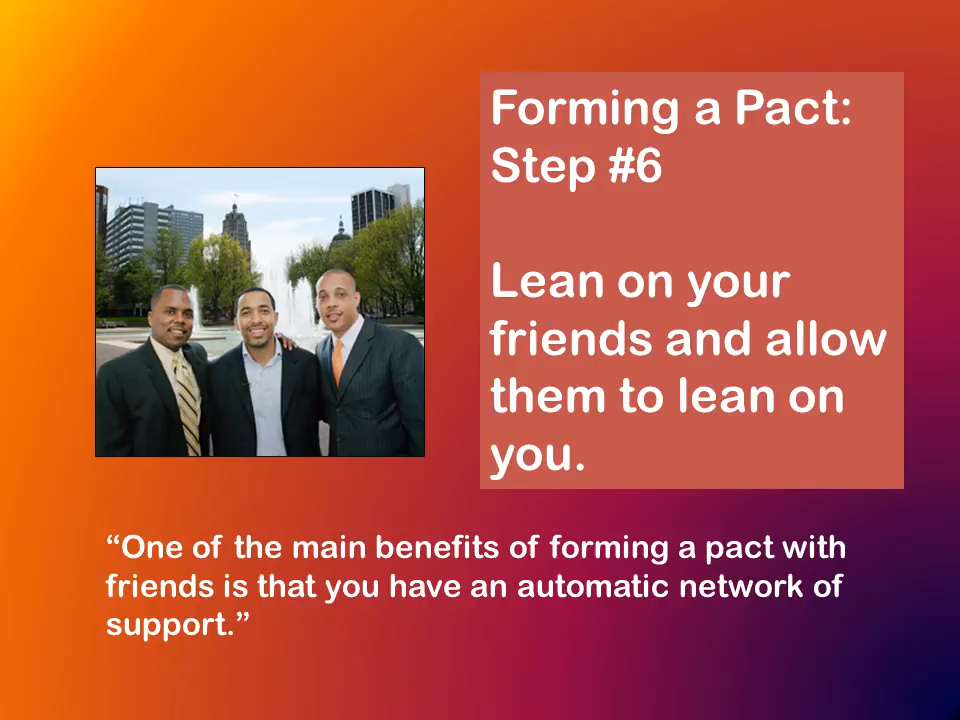 Forming a Pact:
Step #6
Lean on your
friends and allow
them to lean on
you.
“One of the main benefits of forming a pact with
friends is that you have an automatic network of
support.”